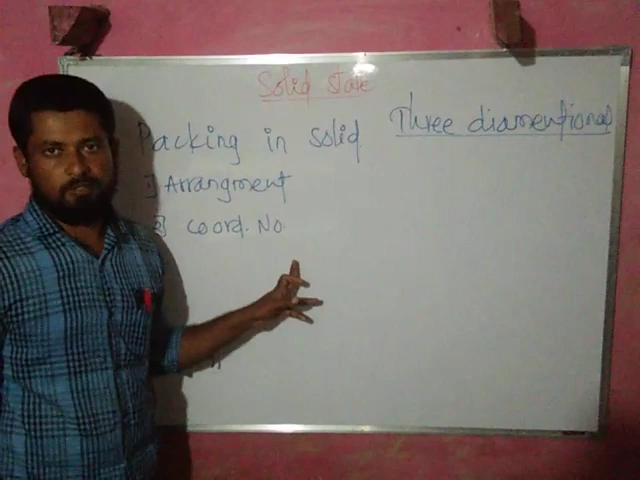 Solid state
Packing in solid
Three diamentional
1) Arrangment
2) Coord. No.